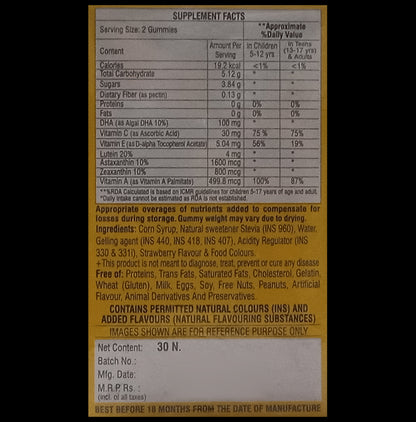 SUPPLEMENT FACTS
Serving Size: 2 Gummies **Approximate %Daily Value
Content Amount Per Serving In Children 5-12 yrs In Teens (13-17 yrs) & Adults
Calories 19.2 kcal <1% <1%
Total Carbohydrate 5.12 g * *
Sugars 3.84 g * *
Dietary Fiber (as pectin) 0.13 g * *
Proteins 0 g 0% 0%
Fats 0 g 0% 0%
DHA (as Algal DHA 10%) 100 mg * *
Vitamin C (as Ascorbic Acid) 30 mg 75 % 75%
Vitamin E (as D-alpha Tocopherol Acetate) 5.04 mg 56% 19%
Lutein 20% 4 mg * *
Astaxanthin 10% 1600 mcg * *
Zeaxanthin 10% 800 mcg * *
Vitamin A (as Vitamin A Palmitate) 499.8 mcg 100% 87%
**%RDA Calculated is based on ICMR guidelines for children 5-17 years of age and adult.
*Daily intake cannot be estimated as RDA is not established.
Appropriate overages of nutrients added to compensate for
losses during storage. Gummy weight may vary due to drying.
Ingredients: Corn Syrup, Natural sweetener Stevia (INS 960), Water,
Gelling agent (INS 440, INS 418, INS 407), Acidity Regulator (INS
330 & 331i), Strawberry Flavour & Food Colours.
+This product is not meant to diagnose, treat, prevent or cure any disease
Free of: Proteins, Trans Fats, Saturated Fats, Cholesterol, Gelatin,
Wheat (Gluten), Milk, Eggs, Soy, Free Nuts, Peanuts, Artificial
Flavour, Animal Derivatives And Preservatives.
CONTAINS PERMITTED NATURAL COLOURS (INS) AND
ADDED FLAVOURS (NATURAL FLAVOURING SUBSTANCES)
IMAGES SHOWN ARE FOR REFERENCE PURPOSE ONLY
Net Content: 30 N.
Batch No.:
Mfg. Date:
M.R.P Rs. :
(incl. of all taxes)
BEST BEFORE 18 MONTHS FROM THE DATE OF MANUFACTURE